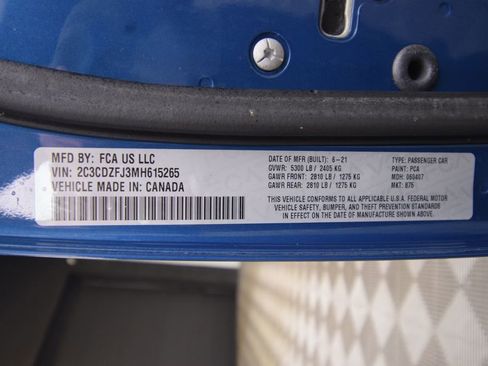 MFD BY: FCA US LLC
VIN: 2C3CDZFJ3MH615265
VEHICLE MADE IN: CANADA
DATE OF MFR (BUILT): 6-21
GVWR: 5300 LB / 2405 KG
GAWR FRONT: 2810 LB / 1275 KG
GAWR REAR: 2810 LB / 1275 KG
TYPE: PASSENGER CAR
PAINT: PCA
MDH: 060407
MKT: 875
THIS VEHICLE CONFORMS TO ALL APPLICABLE U.S.A. FEDERAL MOTOR
VEHICLE SAFETY, BUMPER, AND THEFT PREVENTION STANDARDS
IN EFFECT ON THE DATE OF MANUFACTURE SHOWN ABOVE